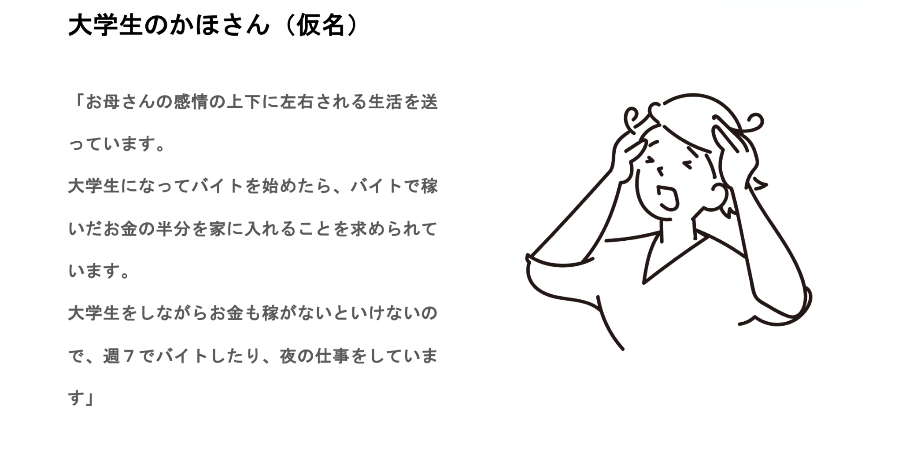 大学生のかほさん（仮名）
「お母さんの感情の上下に左右される生活を送
っています。
大学生になってバイトを始めたら、バイトで稼
いだお金の半分を家に入れることを求められて
います。
大学生をしながらお金も稼がないといけないの
で、週７でバイトしたり、夜の仕事をしていま
す」